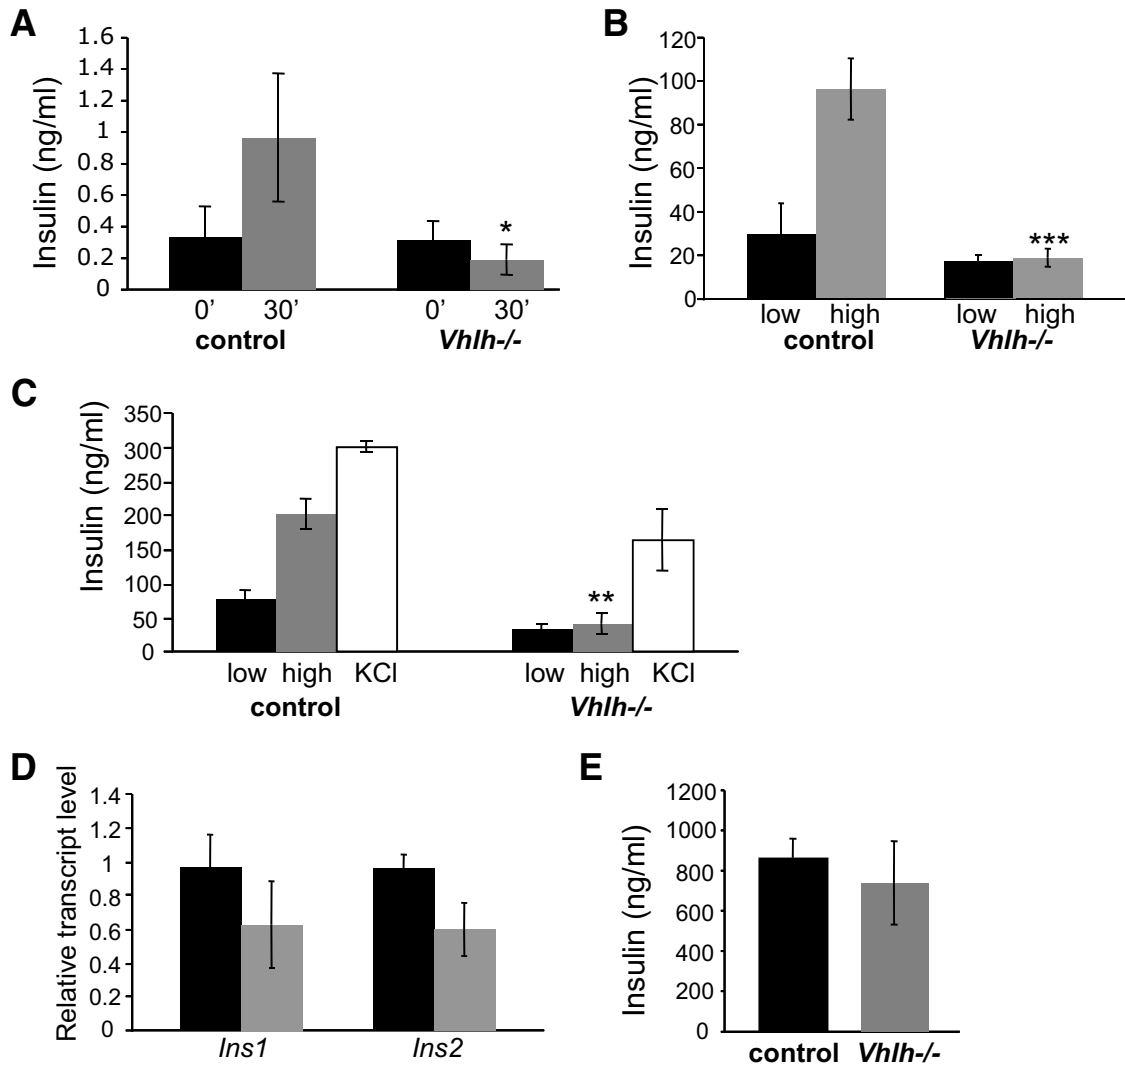 A
Insulin (ng/ml)
1.6
1.4
1.2
1
0.8
0.6
0.4
0.2
0
*
0’ 30’ 0’ 30’
control Vhlh-/-
B
Insulin (ng/ml)
120
100
80
60
40
20
0
***
low high low high
control Vhlh-/-
C
Insulin (ng/ml)
350
300
250
200
150
100
50
0
**
low high KCl low high KCl
control Vhlh-/-
D
Relative transcript level
1.4
1.2
1
0.8
0.6
0.4
0.2
0
Ins1 Ins2
E
Insulin (ng/ml)
1200
1000
800
600
400
200
0
control Vhlh-/-